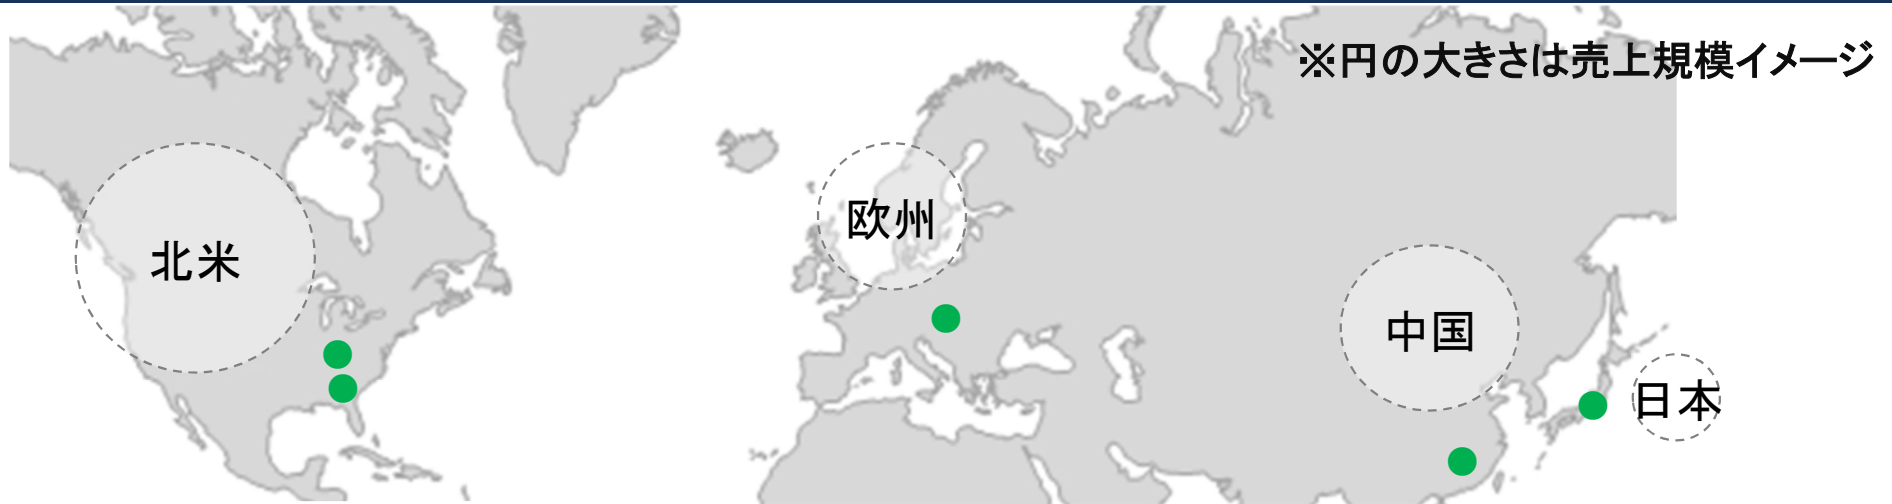 ※円の大きさは売上規模イメージ
欧州
北米
中国
日本